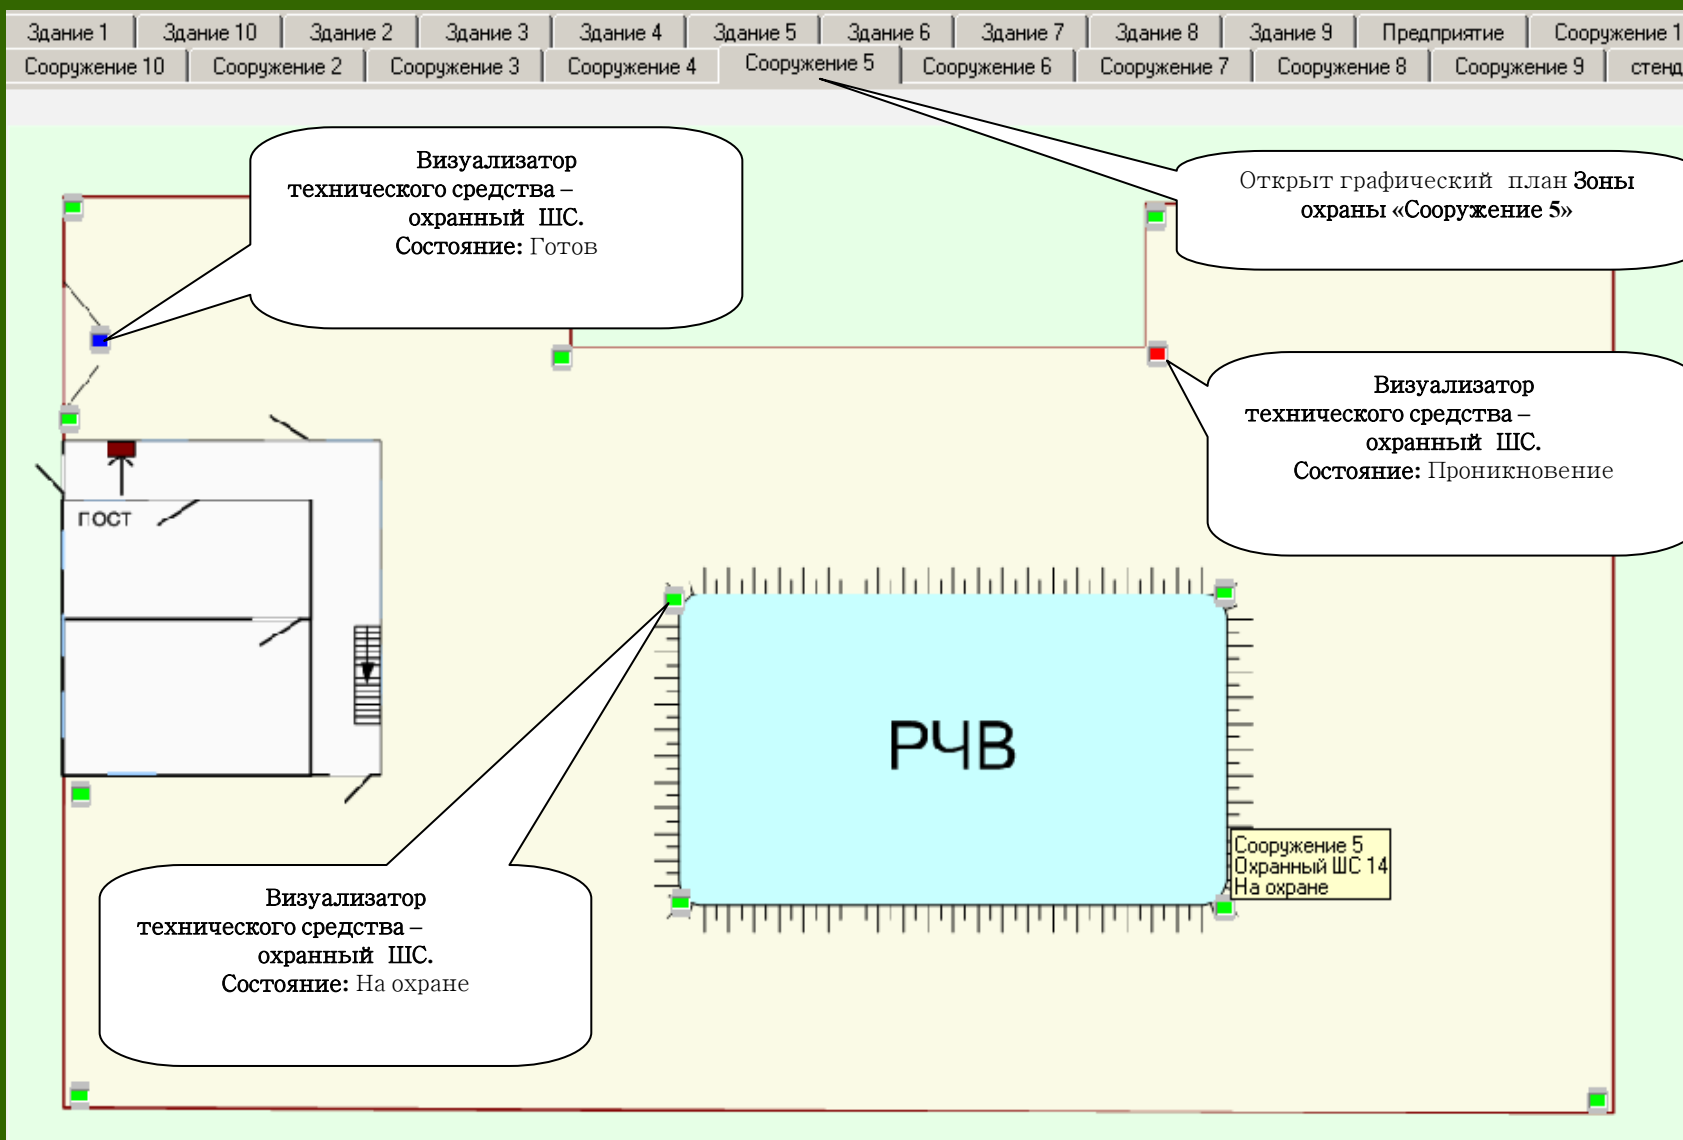 Здание 1 Здание 10 Здание 2 Здание 3 Здание 4 Здание 5 Здание 6 Здание 7 Здание 8 Здание 9 Предприятие Сооружение 1
Сооружение 10 Сооружение 2 Сооружение 3 Сооружение 4 Сооружение 5 Сооружение 6 Сооружение 7 Сооружение 8 Сооружение 9 стенд
Визуализатор
технического средства –
охранный ШС.
Состояние: Готов
Открыт графический план Зоны
охраны «Сооружение 5»
Визуализатор
технического средства –
охранный ШС.
Состояние: Проникновение
ПОСТ
РЧВ
Сооружение 5
Охранный ШС 14
На охране
Визуализатор
технического средства –
охранный ШС.
Состояние: На охране